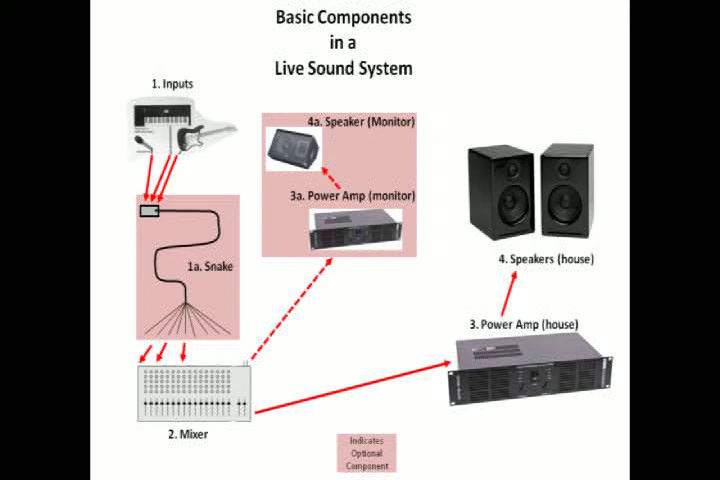 Basic Components
in a
Live Sound System
1. Inputs
4a. Speaker (Monitor)
3a. Power Amp (monitor)
1a. Snake
4. Speakers (house)
3. Power Amp (house)
2. Mixer
Indicates
Optional
Component